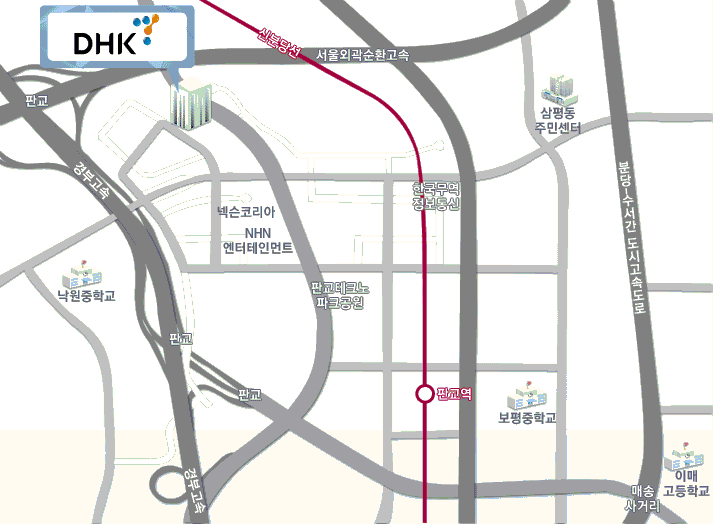 DHK
신분당선
서울외곽순환고속
판교
삼평동
주민센터
경부고속
분당-수서간 도시고속도로
한국무역
정보통신
넥슨코리아
NHN
엔터테인먼트
낙원중학교
판교테크노
파크공원
판교
판교
판교역
보평중학교
경부고속
이매
고등학교
매송
사거리